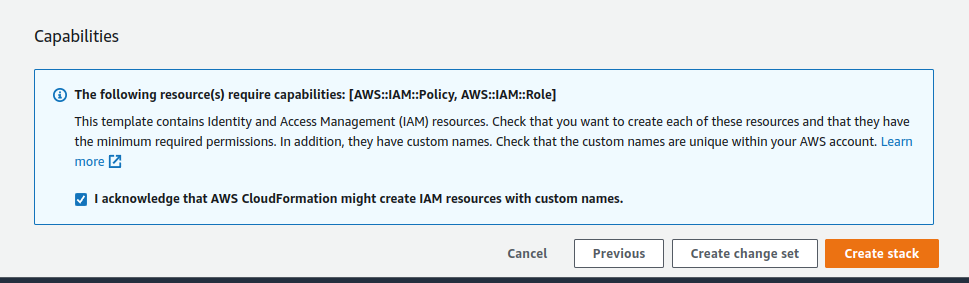 Capabilities
The following resource(s) require capabilities: [AWS::IAM::Policy, AWS::IAM::Role]
This template contains Identity and Access Management (IAM) resources. Check that you want to create each of these resources and that they have
the minimum required permissions. In addition, they have custom names. Check that the custom names are unique within your AWS account. Learn
more
I acknowledge that AWS CloudFormation might create IAM resources with custom names.
Cancel Previous Create change set Create stack